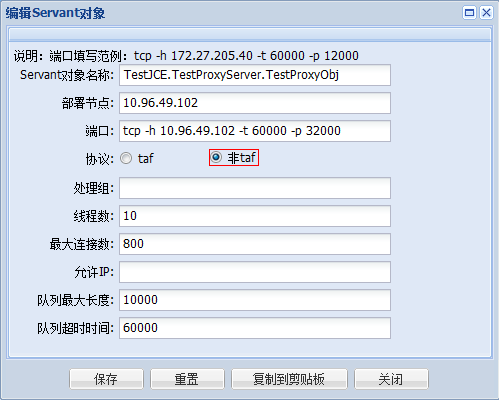 编辑Servant对象
说明：端口填写范例：tcp -h 172.27.205.40 -t 60000 -p 12000
Servant对象名称: TestJCE.TestProxyServer.TestProxyObj
部署节点: 10.96.49.102
端口: tcp -h 10.96.49.102 -t 60000 -p 32000
协议: taf 非taf
处理组:
线程数: 10
最大连接数: 800
允许IP:
队列最大长度: 10000
队列超时时间: 60000
保存 重置 复制到剪贴板 关闭